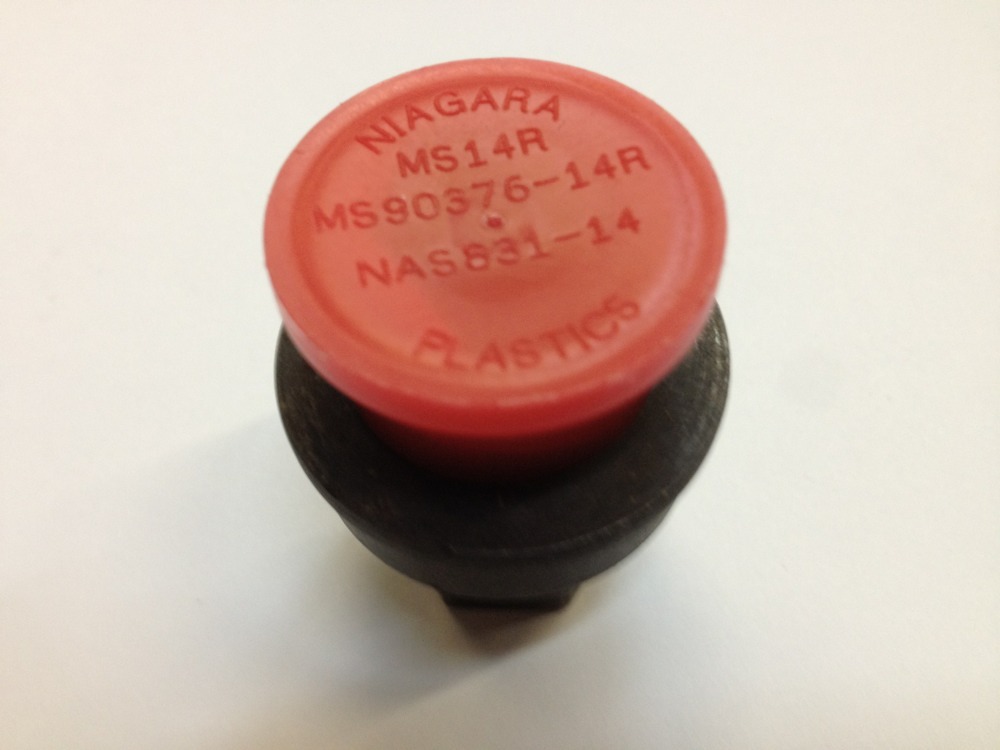 NIAGARA
MS14R
MS90376-14R
NAS831-14
PLASTICS